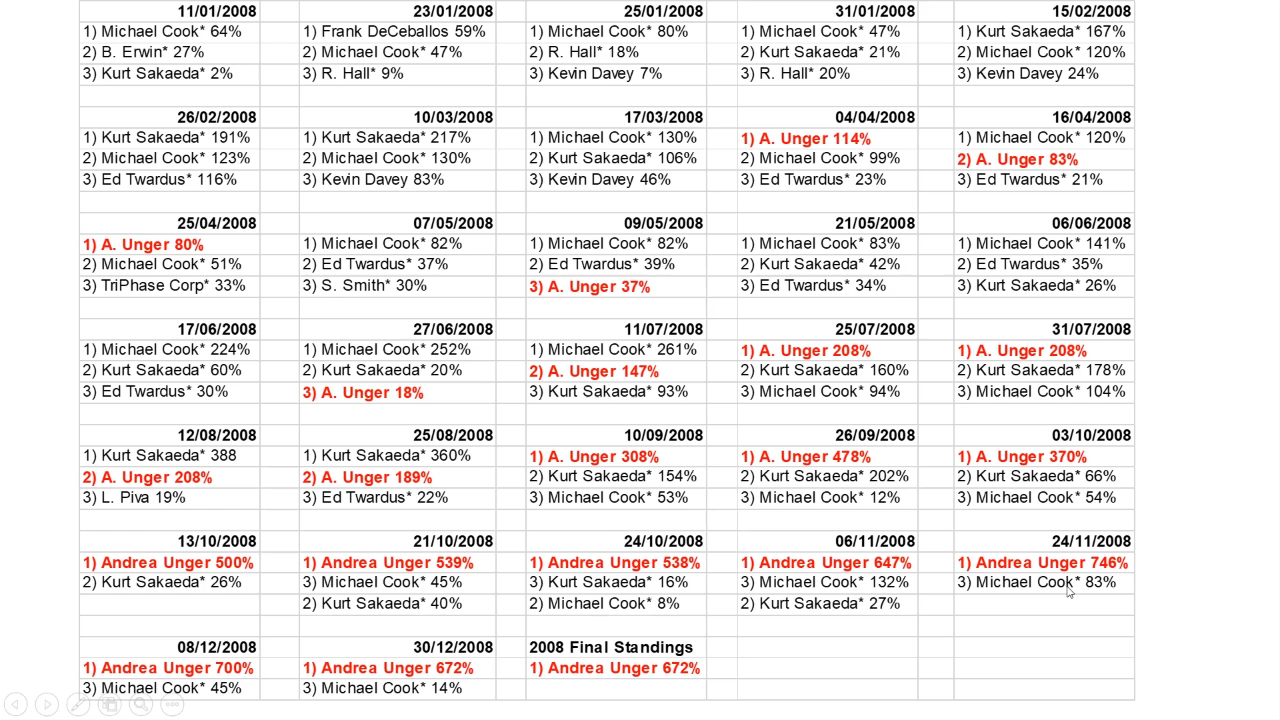 11/01/2008
1) Michael Cook* 64%
2) B. Erwin* 27%
3) Kurt Sakaeda* 2%
23/01/2008
1) Frank DeCeballos 59%
2) Michael Cook* 47%
3) R. Hall* 9%
25/01/2008
1) Michael Cook* 80%
2) R. Hall* 18%
3) Kevin Davey 7%
31/01/2008
1) Michael Cook* 47%
2) Kurt Sakaeda* 21%
3) R. Hall* 20%
15/02/2008
1) Kurt Sakaeda* 167%
2) Michael Cook* 120%
3) Kevin Davey 24%
26/02/2008
1) Kurt Sakaeda* 191%
2) Michael Cook* 123%
3) Ed Twardus* 116%
10/03/2008
1) Kurt Sakaeda* 217%
2) Michael Cook* 130%
3) Kevin Davey 83%
17/03/2008
1) Michael Cook* 130%
2) Kurt Sakaeda* 106%
3) Kevin Davey 46%
04/04/2008
1) A. Unger 114%
2) Michael Cook* 99%
3) Ed Twardus* 23%
16/04/2008
1) Michael Cook* 120%
2) A. Unger 83%
3) Ed Twardus* 21%
25/04/2008
1) A. Unger 80%
2) Michael Cook* 51%
3) TriPhase Corp* 33%
07/05/2008
1) Michael Cook* 82%
2) Ed Twardus* 37%
3) S. Smith* 30%
09/05/2008
1) Michael Cook* 82%
2) Ed Twardus* 39%
3) A. Unger 37%
21/05/2008
1) Michael Cook* 83%
2) Kurt Sakaeda* 42%
3) Ed Twardus* 34%
06/06/2008
1) Michael Cook* 141%
2) Ed Twardus* 35%
3) Kurt Sakaeda* 26%
17/06/2008
1) Michael Cook* 224%
2) Kurt Sakaeda* 60%
3) Ed Twardus* 30%
27/06/2008
1) Michael Cook* 252%
2) Kurt Sakaeda* 20%
3) A. Unger 18%
11/07/2008
1) Michael Cook* 261%
2) A. Unger 147%
3) Kurt Sakaeda* 93%
25/07/2008
1) A. Unger 208%
2) Kurt Sakaeda* 160%
3) Michael Cook* 94%
31/07/2008
1) A. Unger 208%
2) Kurt Sakaeda* 178%
3) Michael Cook* 104%
12/08/2008
1) Kurt Sakaeda* 388
2) A. Unger 208%
3) L. Piva 19%
25/08/2008
1) Kurt Sakaeda* 360%
2) A. Unger 189%
3) Ed Twardus* 22%
10/09/2008
1) A. Unger 308%
2) Kurt Sakaeda* 154%
3) Michael Cook* 53%
26/09/2008
1) A. Unger 478%
2) Kurt Sakaeda* 202%
3) Michael Cook* 12%
03/10/2008
1) A. Unger 370%
2) Kurt Sakaeda* 66%
3) Michael Cook* 54%
13/10/2008
1) Andrea Unger 500%
2) Kurt Sakaeda* 26%
21/10/2008
1) Andrea Unger 539%
3) Michael Cook* 45%
2) Kurt Sakaeda* 40%
24/10/2008
1) Andrea Unger 538%
3) Kurt Sakaeda* 16%
2) Michael Cook* 8%
06/11/2008
1) Andrea Unger 647%
3) Michael Cook* 132%
2) Kurt Sakaeda* 27%
24/11/2008
1) Andrea Unger 746%
3) Michael Cook* 83%
08/12/2008
1) Andrea Unger 700%
3) Michael Cook* 45%
30/12/2008
1) Andrea Unger 672%
3) Michael Cook* 14%
2008 Final Standings
1) Andrea Unger 672%